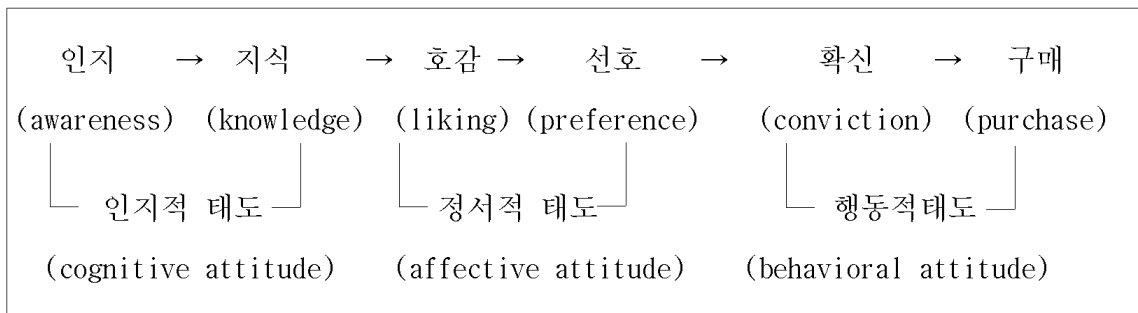 인지 → 지식 → 호감 → 선호 → 확신 → 구매
(awareness) (knowledge) (liking) (preference) (conviction) (purchase)
인지적 태도 정서적 태도 행동적태도
(cognitive attitude) (affective attitude) (behavioral attitude)